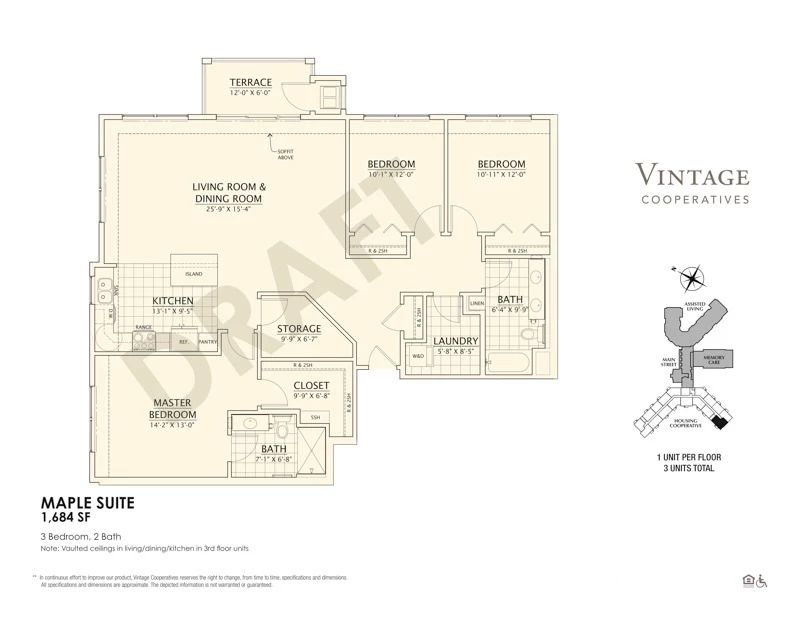 TERRACE
12'-0" X 6'-0"
SOFFIT
ABOVE
LIVING ROOM &
DINING ROOM
25'-9" X 15'-4"
BEDROOM
10'-1" X 12'-0"
BEDROOM
10'-11" X 12'-0"
R & 2SH
R & 2SH
ISLAND
KITCHEN
13'-1" X 9'-5"
SINK
D.W.
RANGE
REF.
PANTRY
STORAGE
9'-9" X 6'-7"
R & 2SH
LINEN
BATH
6'-4" X 9'-9"
LAUNDRY
5'-8" X 8'-5"
W&D
R & 2SH
CLOSET
9'-9" X 6'-8"
R & 2SH
5SH
MASTER
BEDROOM
14'-2" X 13'-0"
BATH
7'-1" X 6'-8"
DRAFT
VINTAGE
COOPERATIVES
N
ASSISTED
LIVING
MAIN
STREET
MEMORY
CARE
HOUSING
COOPERATIVE
1 UNIT PER FLOOR
3 UNITS TOTAL
MAPLE SUITE
1,684 SF
3 Bedroom, 2 Bath
Note: Vaulted ceilings in living/dining/kitchen in 3rd floor units
** In continuous effort to improve our product, Vintage Cooperatives reserves the right to change, from time to time, specifications and dimensions.
All specifications and dimensions are approximate. The depicted information is not warranted or guaranteed.